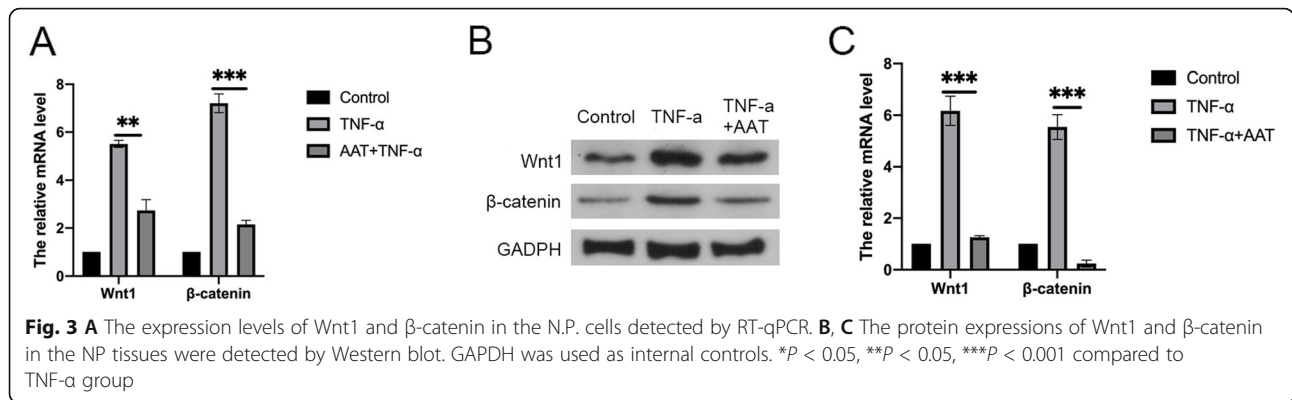 A
The relative mRNA level
8
6
4
2
0
**
***
Wnt1
β-catenin
Control
TNF-α
AAT+TNF-α
B
Control TNF-a TNF-a
+AAT
Wnt1
β-catenin
GADPH
C
The relative mRNA level
8
6
4
2
0
***
***
Wnt1
β-catenin
Control
TNF-α
TNF-α+AAT
Fig. 3 A The expression levels of Wnt1 and β-catenin in the N.P. cells detected by RT-qPCR. B, C The protein expressions of Wnt1 and β-catenin
in the NP tissues were detected by Western blot. GAPDH was used as internal controls. *P < 0.05, **P < 0.05, ***P < 0.001 compared to
TNF-α group